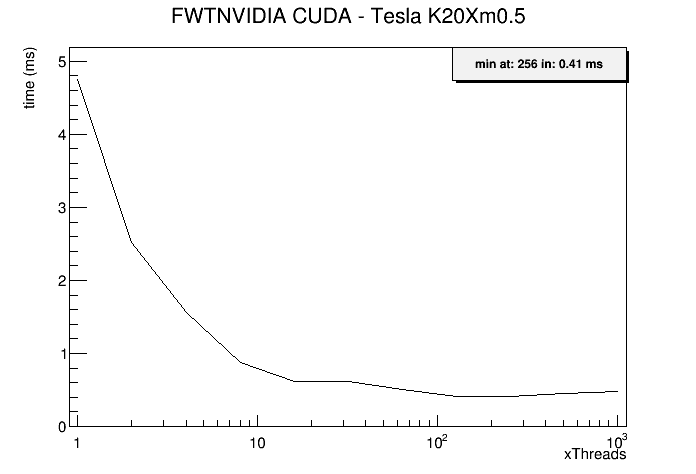 FWTNVIDIA CUDA - Tesla K20Xm0.5
min at: 256 in: 0.41 ms
time (ms)
5
4
3
2
1
0
1 10 10² 10³
xThreads